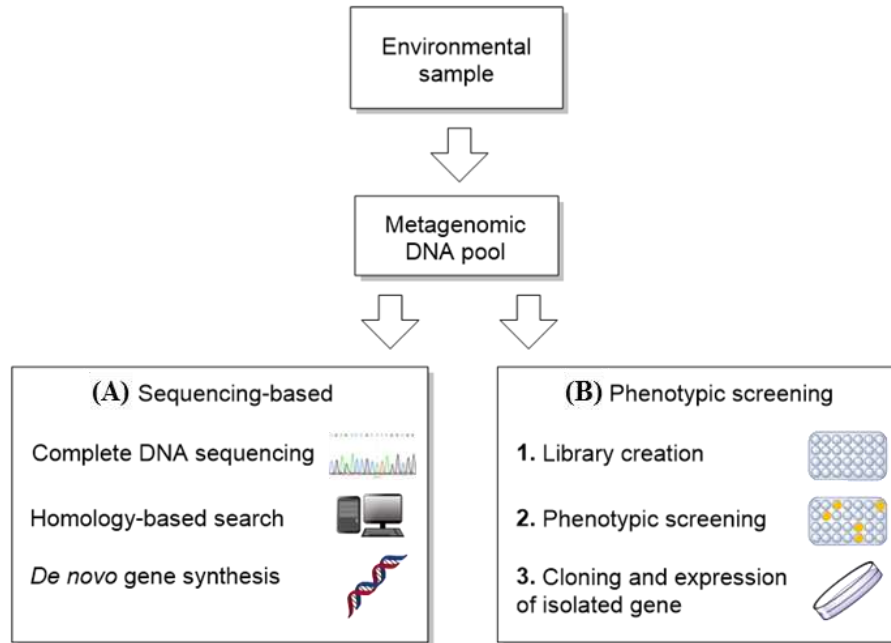 Environmental
sample
Metagenomic
DNA pool
(A) Sequencing-based
Complete DNA sequencing
Homology-based search
De novo gene synthesis
(B) Phenotypic screening
1. Library creation
2. Phenotypic screening
3. Cloning and expression
of isolated gene